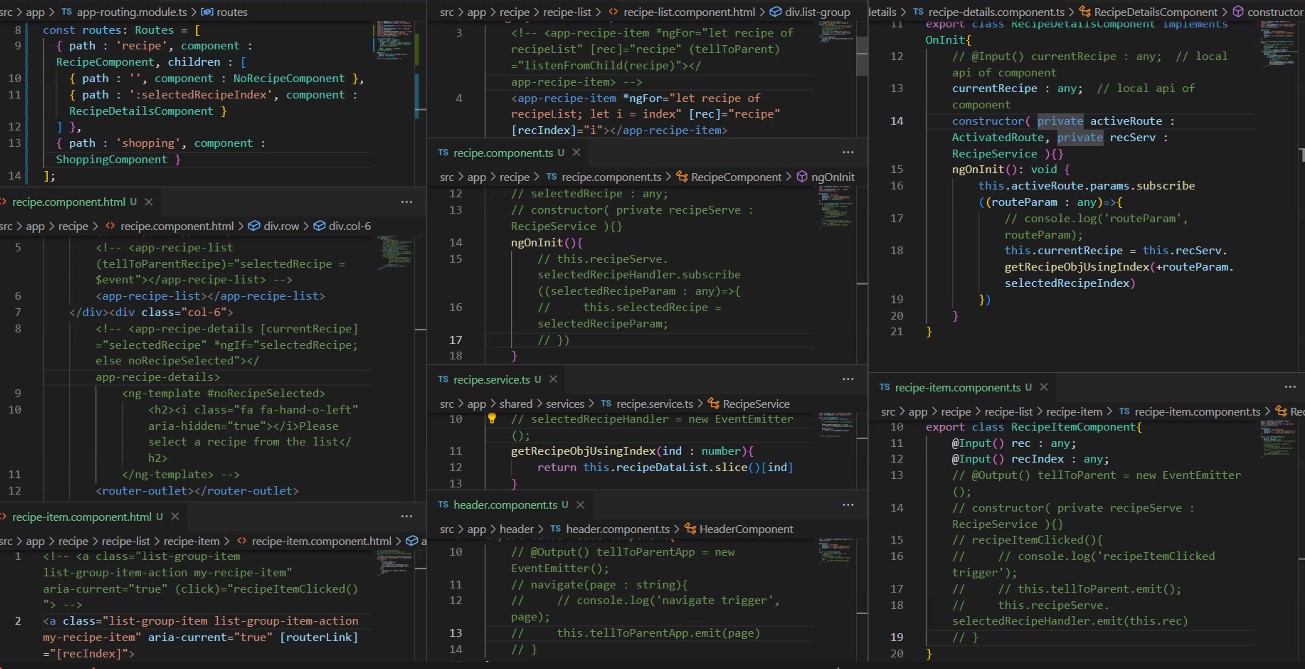 src > app > TS app-routing.module.ts > routes
8 const routes: Routes = [
9 { path : 'recipe', component :
RecipeComponent, children : [
10 { path : '', component : NoRecipeComponent },
11 { path : ':selectedRecipeIndex', component :
RecipeDetailsComponent }
12 ] },
13 { path : 'shopping', component :
ShoppingComponent }
14 ];
recipe.component.html U ×
src > app > recipe > recipe.component.html > div.row > div.col-6
5 <!-- <app-recipe-list
(tellToParentRecipe)="selectedRecipe =
$event"></app-recipe-list> -->
6 <app-recipe-list></app-recipe-list>
7 </div><div class="col-6">
8 <!-- <app-recipe-details [currentRecipe]
="selectedRecipe" *ngIf="selectedRecipe;
else noRecipeSelected"></
app-recipe-details>
9 <ng-template #noRecipeSelected>
10 <h2><i class="fa fa-hand-o-left"
aria-hidden="true"></i>Please
select a recipe from the list</
h2>
11 </ng-template> -->
12 <router-outlet></router-outlet>
recipe-item.component.html U ×
src > app > recipe > recipe-list > recipe-item > recipe-item.component.html > a
1 <!-- <a class="list-group-item
list-group-item-action my-recipe-item"
aria-current="true" (click)="recipeItemClicked()
"> -->
2 <a class="list-group-item list-group-item-action
my-recipe-item" aria-current="true" [routerLink]
="[recIndex]">
src > app > recipe > recipe-list > recipe-list.component.html > div.list-group
3 <!-- <app-recipe-item *ngFor="let recipe of
recipeList" [rec]="recipe" (tellToParent)
="listenFromChild(recipe)"></
app-recipe-item> -->
4 <app-recipe-item *ngFor="let recipe of
recipeList; let i = index" [rec]="recipe"
[recIndex]="i"></app-recipe-item>
TS recipe.component.ts U ×
src > app > recipe > TS recipe.component.ts > RecipeComponent > ngOnInit
12 // selectedRecipe : any;
13 // constructor( private recipeServe :
RecipeService ){}
14 ngOnInit(){
15 // this.recipeServe.
selectedRecipeHandler.subscribe
((selectedRecipeParam : any)=>{
16 // this.selectedRecipe =
selectedRecipeParam;
17 // })
18 }
TS recipe.service.ts U ×
src > app > shared > services > TS recipe.service.ts > RecipeService
10 // selectedRecipeHandler = new EventEmitter
();
11 getRecipeObjUsingIndex(ind : number){
12 return this.recipeDataList.slice()[ind]
13 }
TS header.component.ts U ×
src > app > header > TS header.component.ts > HeaderComponent
10 // @Output() tellToParentApp = new
EventEmitter();
11 // navigate(page : string){
12 // // console.log('navigate trigger',
page);
13 // this.tellToParentApp.emit(page)
14 // }
details > TS recipe-details.component.ts > RecipeDetailsComponent > constructor
11 export class RecipeDetailsComponent implements
OnInit{
12 // @Input() currentRecipe : any; // local
api of component
13 currentRecipe : any; // local api of
component
14 constructor( private activeRoute :
ActivatedRoute, private recServ :
RecipeService ){}
15 ngOnInit(): void {
16 this.activeRoute.params.subscribe
((routeParam : any)=>{
17 // console.log('routeParam',
routeParam);
18 this.currentRecipe = this.recServ.
getRecipeObjUsingIndex(+routeParam.
selectedRecipeIndex)
19 })
20 }
21 }
TS recipe-item.component.ts U ×
src > app > recipe > recipe-list > recipe-item > TS recipe-item.component.ts > Rec
10 export class RecipeItemComponent{
11 @Input() rec : any;
12 @Input() recIndex : any;
13 // @Output() tellToParent = new EventEmitter
();
14 // constructor( private recipeServe :
RecipeService ){}
15 // recipeItemClicked(){
16 // // console.log('recipeItemClicked
trigger');
17 // // this.tellToParent.emit();
18 // this.recipeServe.
selectedRecipeHandler.emit(this.rec)
19 // }
20 }